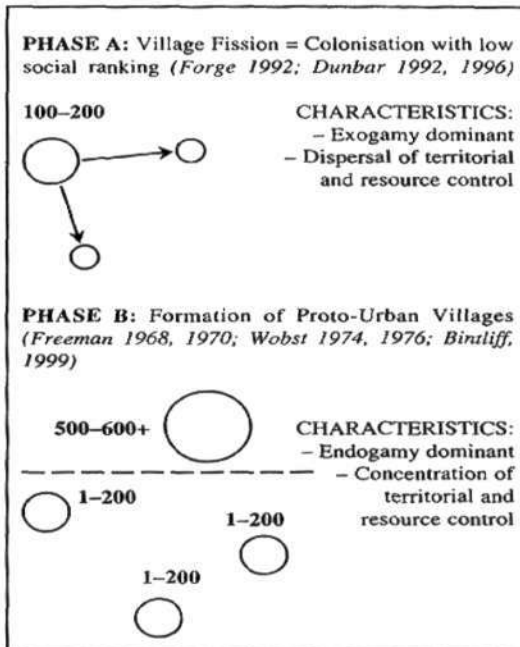 PHASE A: Village Fission = Colonisation with low
social ranking (Forge 1992; Dunbar 1992, 1996)
100–200
CHARACTERISTICS:
– Exogamy dominant
– Dispersal of territorial
and resource control
PHASE B: Formation of Proto-Urban Villages
(Freeman 1968, 1970; Wobst 1974, 1976; Bintliff,
1999)
500–600+
CHARACTERISTICS:
– Endogamy dominant
– Concentration of
territorial and
resource control
1–200
1–200
1–200